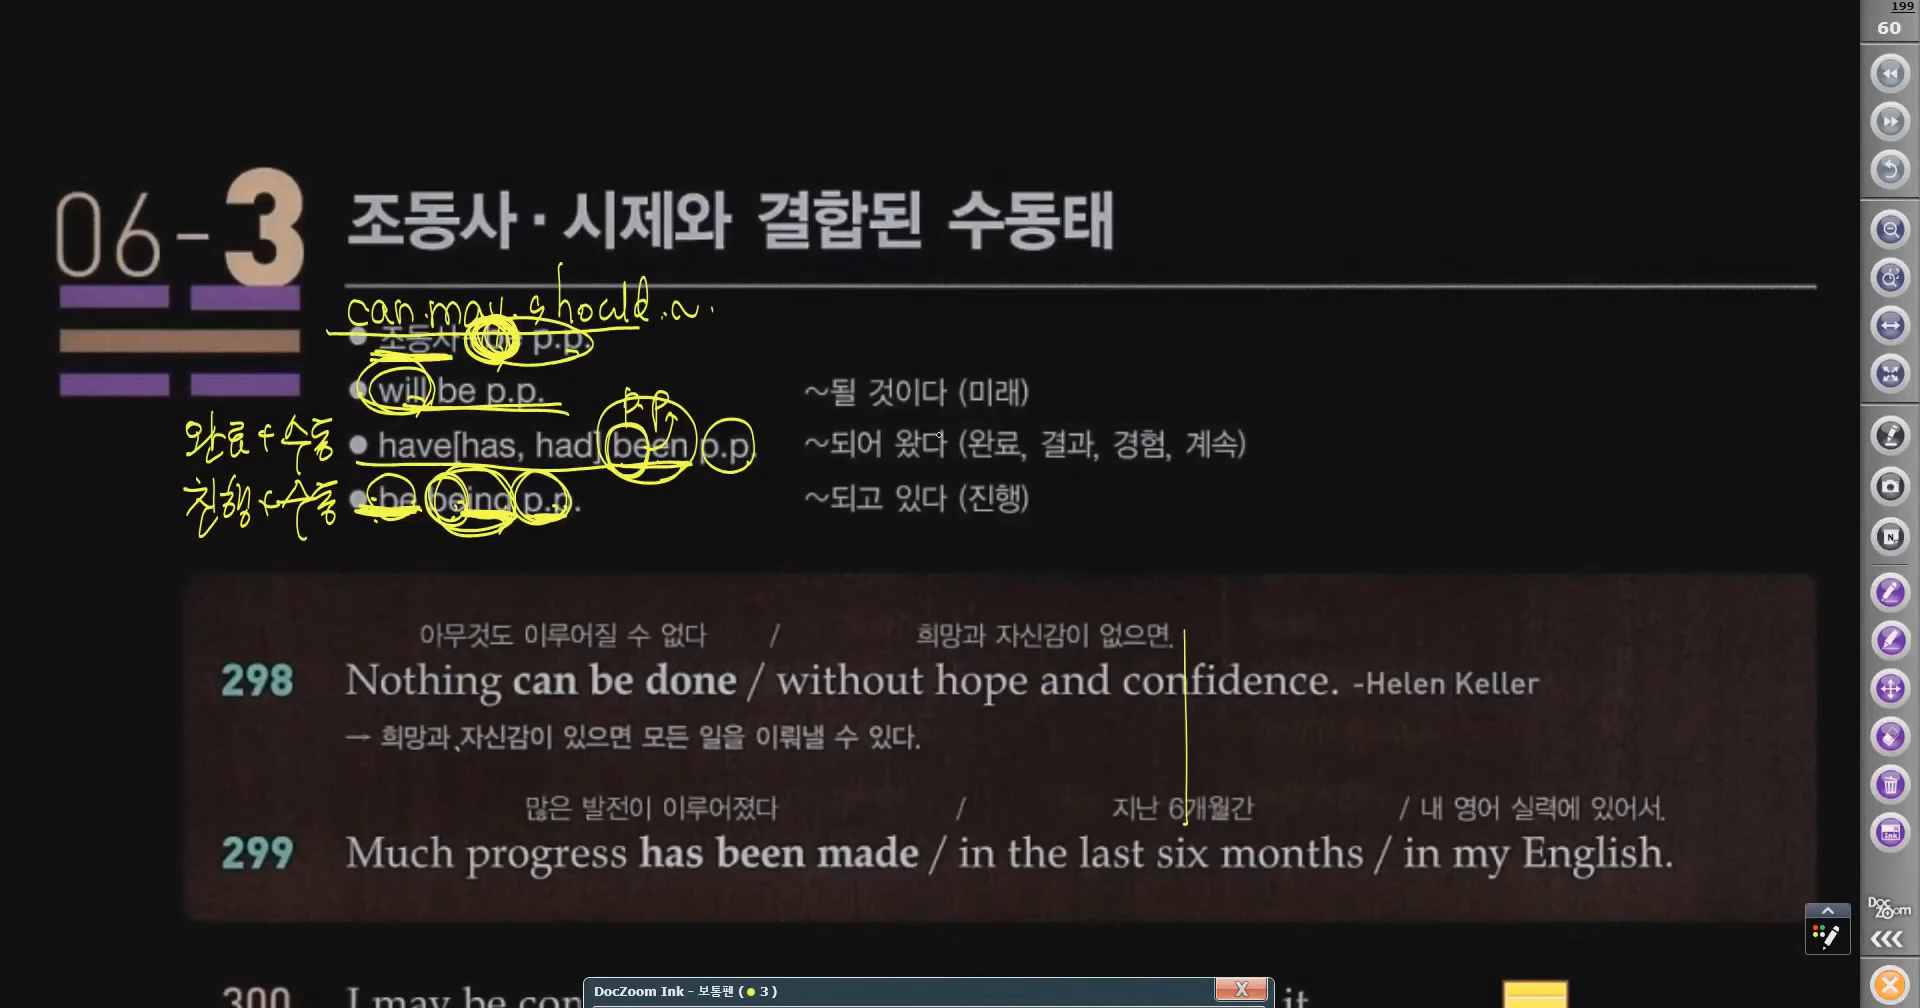 199
60
06-3 조동사·시제와 결합된 수동태
can. may. should.
● 조동사 be p.p.
● will be p.p. ~될 것이다 (미래)
p.p
완료+수동 ● have[has, had] been p.p. ~되어 왔다 (완료, 결과, 경험, 계속)
진행+수동 ● be being p.p. ~되고 있다 (진행)
아무것도 이루어질 수 없다 / 희망과 자신감이 없으면.
298 Nothing can be done / without hope and confidence. -Helen Keller
→ 희망과 자신감이 있으면 모든 일을 이뤄낼 수 있다.
많은 발전이 이루어졌다 / 지난 6개월간 / 내 영어 실력에 있어서.
299 Much progress has been made / in the last six months / in my English.
300 I may be con it
DocZoom Ink - 보통펜 (● 3) X
DocZoom